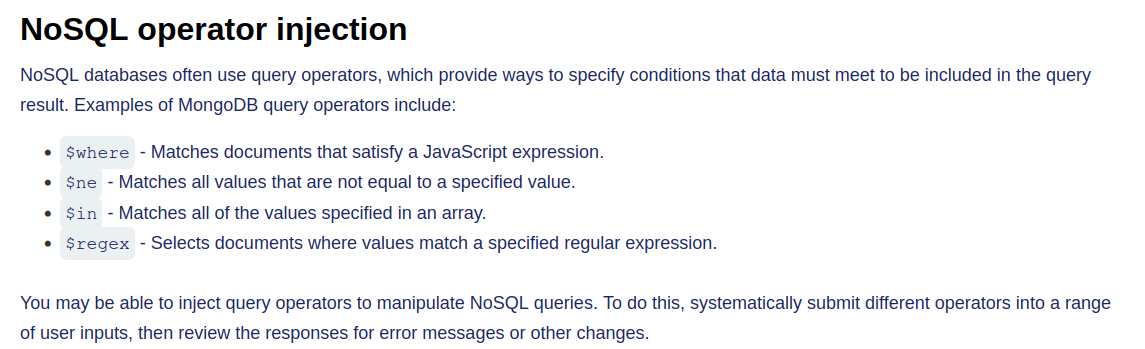 NoSQL operator injection
NoSQL databases often use query operators, which provide ways to specify conditions that data must meet to be included in the query
result. Examples of MongoDB query operators include:
• $where - Matches documents that satisfy a JavaScript expression.
• $ne - Matches all values that are not equal to a specified value.
• $in - Matches all of the values specified in an array.
• $regex - Selects documents where values match a specified regular expression.
You may be able to inject query operators to manipulate NoSQL queries. To do this, systematically submit different operators into a range
of user inputs, then review the responses for error messages or other changes.